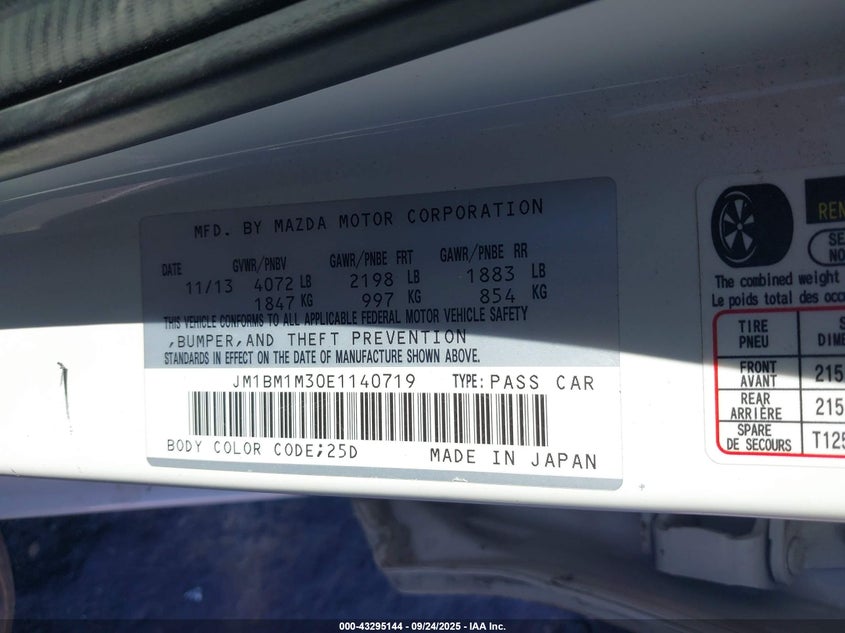 MFD. BY MAZDA MOTOR CORPORATION
DATE GVWR/PNBV GAWR/PNBE FRT GAWR/PNBE RR
11/13 4072 LB 2198 LB 1883 LB
1847 KG 997 KG 854 KG
THIS VEHICLE CONFORMS TO ALL APPLICABLE FEDERAL MOTOR VEHICLE SAFETY
,BUMPER,AND THEFT PREVENTION
STANDARDS IN EFFECT ON THE DATE OF MANUFACTURE SHOWN ABOVE.
JM1BM1M30E1140719 TYPE: PASS CAR
BODY COLOR CODE;25D MADE IN JAPAN
The combined weight
Le poids total des
TIRE
PNEU
FRONT
AVANT 215
REAR
ARRIÈRE 215
SPARE
DE SECOURS T125
000-43295144 - 09/24/2025 - IAA Inc.